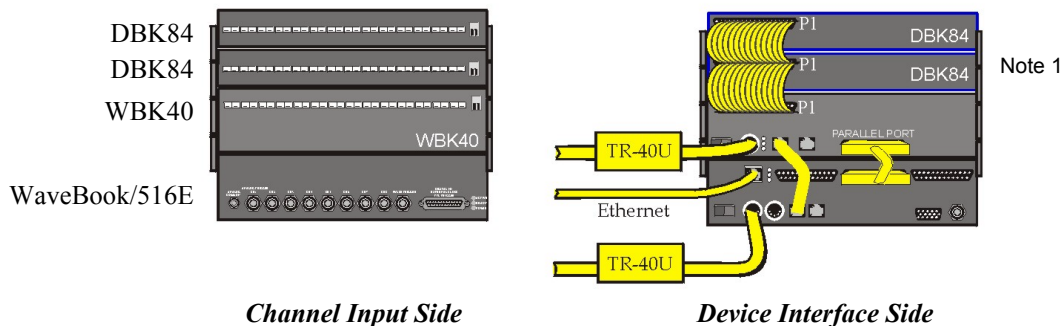 DBK84
DBK84
WBK40
WBK40
WaveBook/516E
P1
DBK84
P1
DBK84
Note 1
P1
PARALLEL PORT
TR-40U
Ethernet
TR-40U
Channel Input Side
Device Interface Side